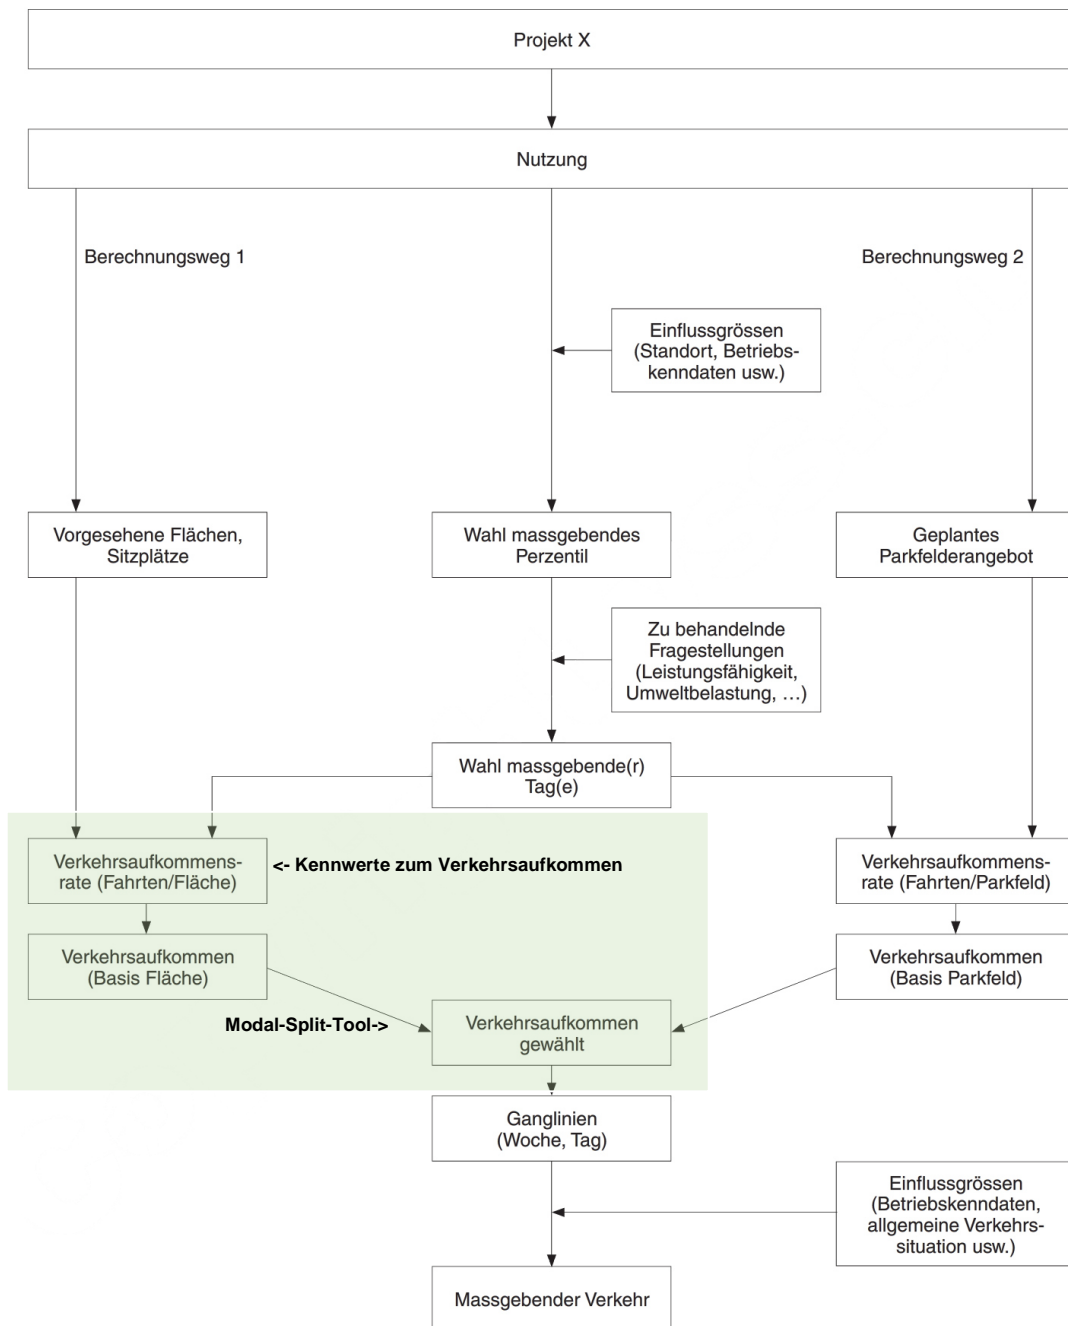 Projekt X
Nutzung
Berechnungsweg 1
Berechnungsweg 2
Einflussgrössen
(Standort, Betriebs-
kenndaten usw.)
Vorgesehene Flächen,
Sitzplätze
Wahl massgebendes
Perzentil
Geplantes
Parkfelderangebot
Zu behandelnde
Fragestellungen
(Leistungsfähigkeit,
Umweltbelastung, …)
Wahl massgebende(r)
Tag(e)
Verkehrsaufkommens-
rate (Fahrten/Fläche)
<- Kennwerte zum Verkehrsaufkommen
Verkehrsaufkommens-
rate (Fahrten/Parkfeld)
Verkehrsaufkommen
(Basis Fläche)
Verkehrsaufkommen
(Basis Parkfeld)
Modal-Split-Tool->
Verkehrsaufkommen
gewählt
Ganglinien
(Woche, Tag)
Einflussgrössen
(Betriebskenndaten,
allgemeine Verkehrs-
situation usw.)
Massgebender Verkehr